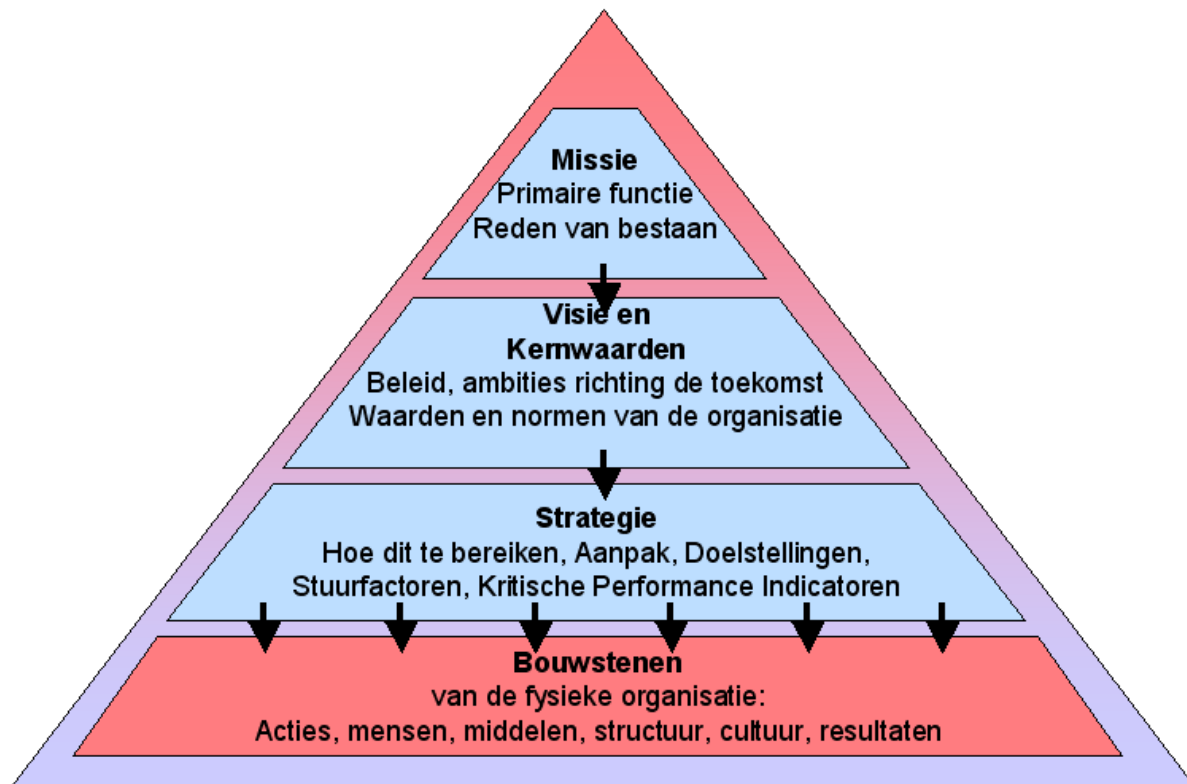 Missie
Primaire functie
Reden van bestaan
Visie en
Kernwaarden
Beleid, ambities richting de toekomst
Waarden en normen van de organisatie
Strategie
Hoe dit te bereiken, Aanpak, Doelstellingen,
Stuurfactoren, Kritische Performance Indicatoren
Bouwstenen
van de fysieke organisatie:
Acties, mensen, middelen, structuur, cultuur, resultaten